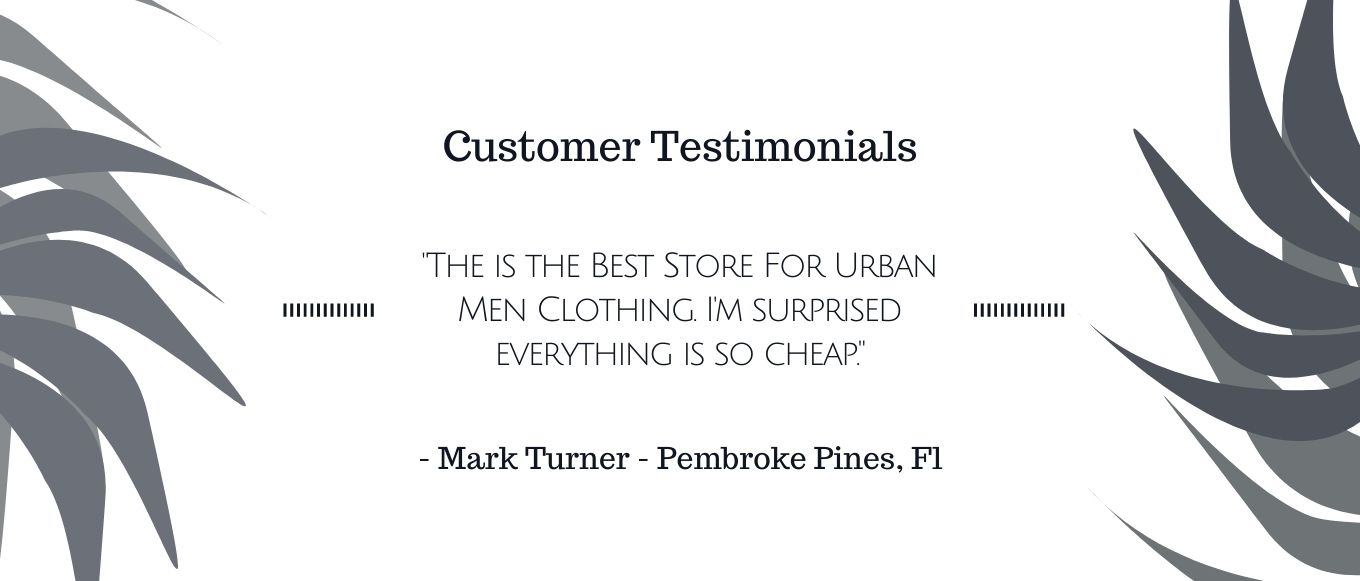 Customer Testimonials
"The is the Best Store For Urban
Men Clothing. I'm surprised
everything is so cheap."
- Mark Turner - Pembroke Pines, Fl